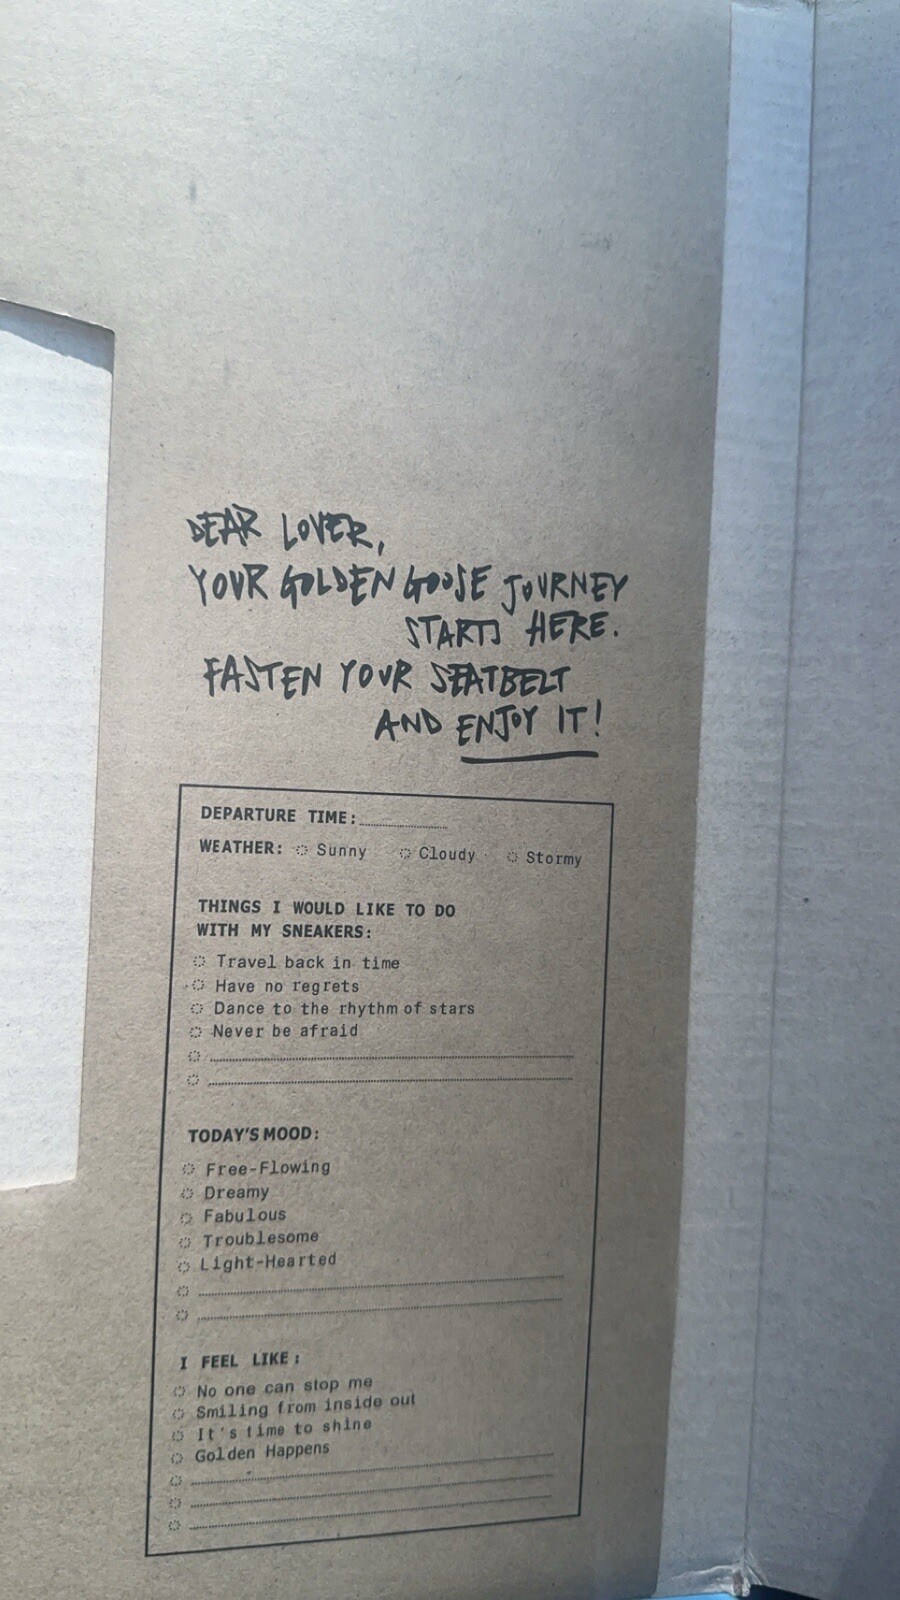 DEAR LOVER,
YOUR GOLDEN GOOSE JOURNEY
STARTS HERE.
FASTEN YOUR SEATBELT
AND ENJOY IT!
DEPARTURE TIME:
WEATHER: Sunny Cloudy Stormy
THINGS I WOULD LIKE TO DO
WITH MY SNEAKERS:
Travel back in time
Have no regrets
Dance to the rhythm of stars
Never be afraid
TODAY'S MOOD:
Free-Flowing
Dreamy
Fabulous
Troublesome
Light-Hearted
I FEEL LIKE:
No one can stop me
Smiling from inside out
It's time to shine
Golden Happens